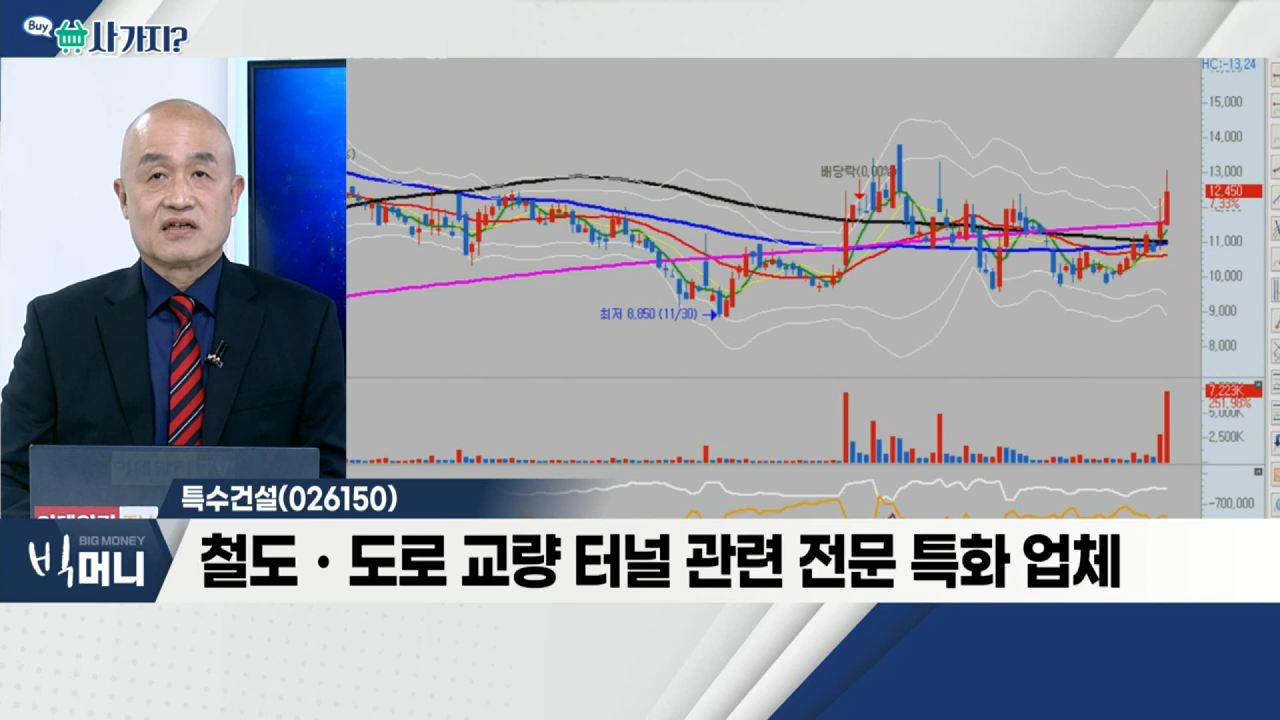 Buy
사가지?
HC:-13.24
15,000
14,000
13,000
12,450
7.33%
11,000
10,000
9,000
8,000
배당락(0.00%)
최저 8,850 (11/30)
7,223K
251.98%
5,000K
2,500K
-700,000
특수건설(026150)
BIG MONEY
빅머니
철도·도로 교량 터널 관련 전문 특화 업체